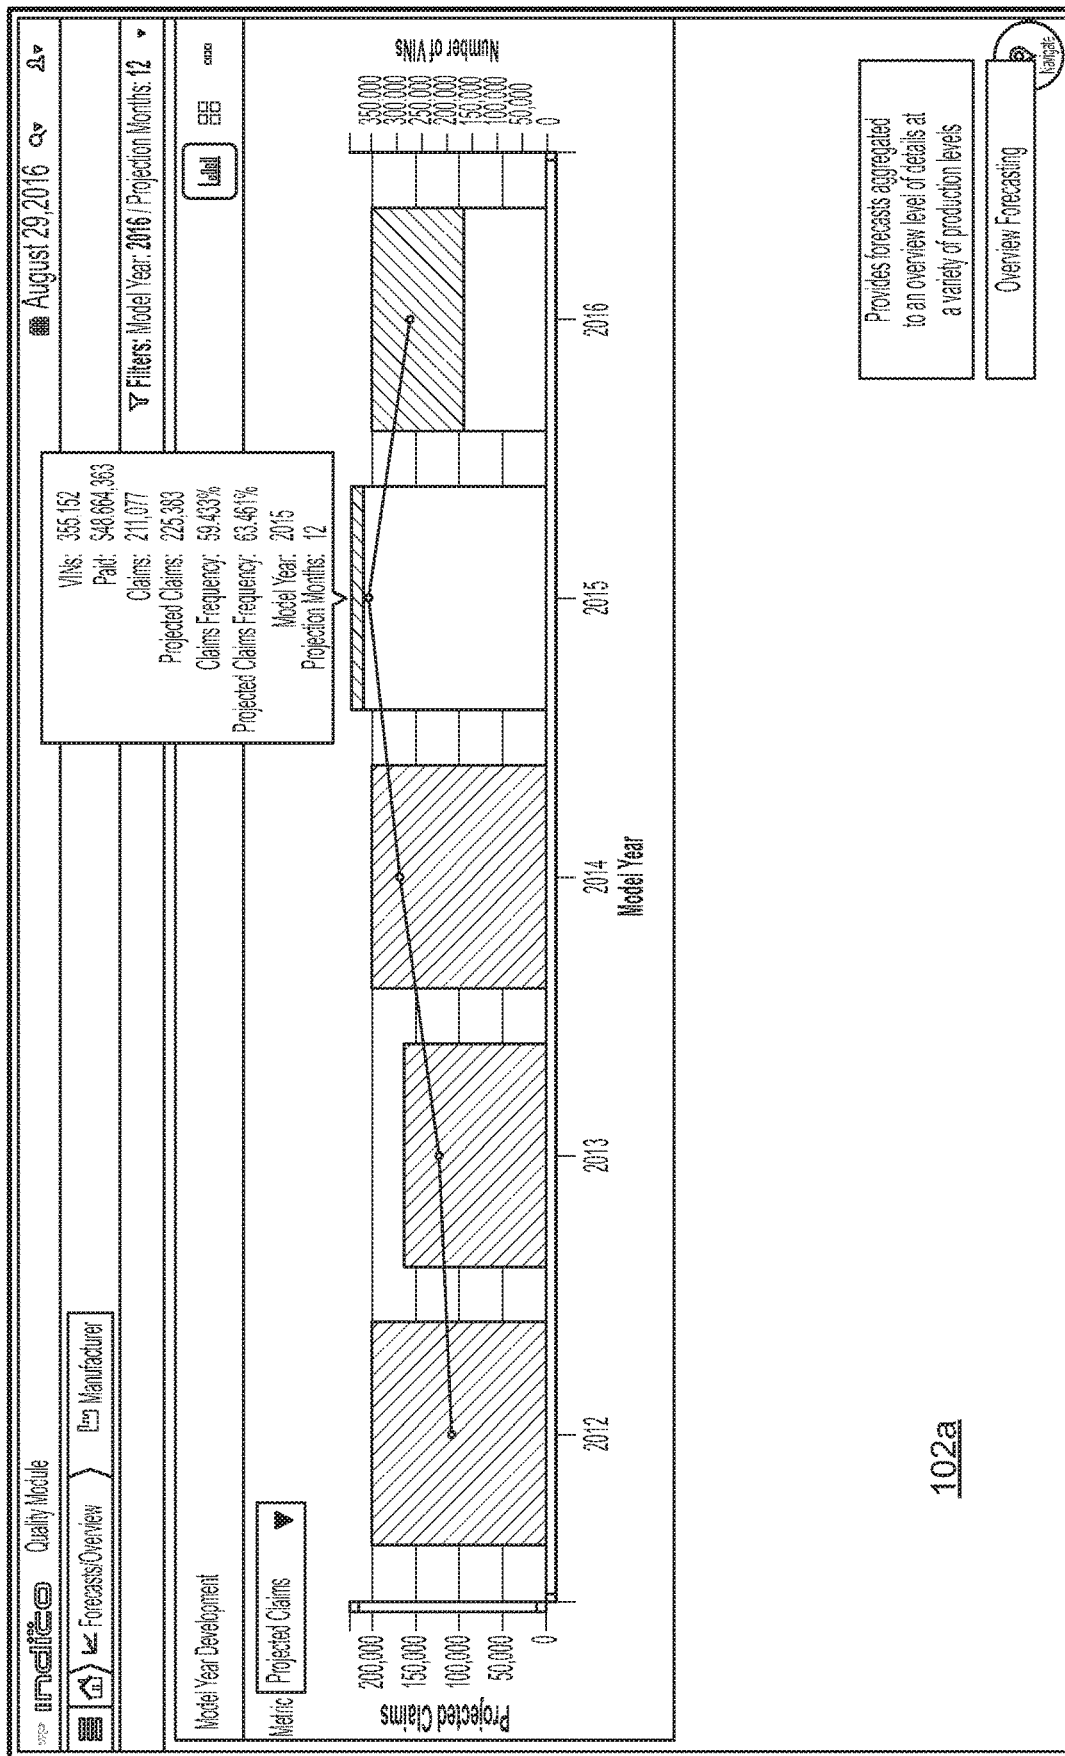 indico Quality Module
August 29,2016
Forecasts/Overview
Manufacturer
Filters: Model Year: 2016 / Projection Months: 12
Model Year Development
Metric Projected Claims
VINs: 355,152
Paid: $48,664,363
Claims: 211,077
Projected Claims: 225,383
Claims Frequency: 59.433%
Projected Claims Frequency: 63.461%
Model Year: 2015
Projection Months: 12
Projected Claims
200,000
150,000
100,000
50,000
0
Number of VINs
350,000
300,000
250,000
200,000
150,000
100,000
50,000
0
2012
2013
2014
2015
2016
Model Year
Provides forecasts aggregated
to an overview level of details at
a variety of production levels
Overview Forecasting
Navigate
102a